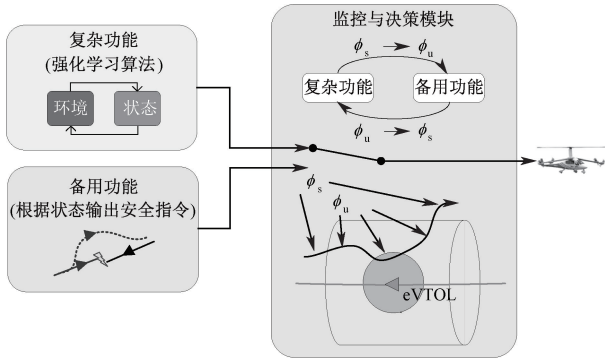 复杂功能
(强化学习算法)
环境
状态
备用功能
(根据状态输出安全指令)
监控与决策模块
ϕs → ϕu
复杂功能
备用功能
ϕu → ϕs
ϕs
ϕu
eVTOL